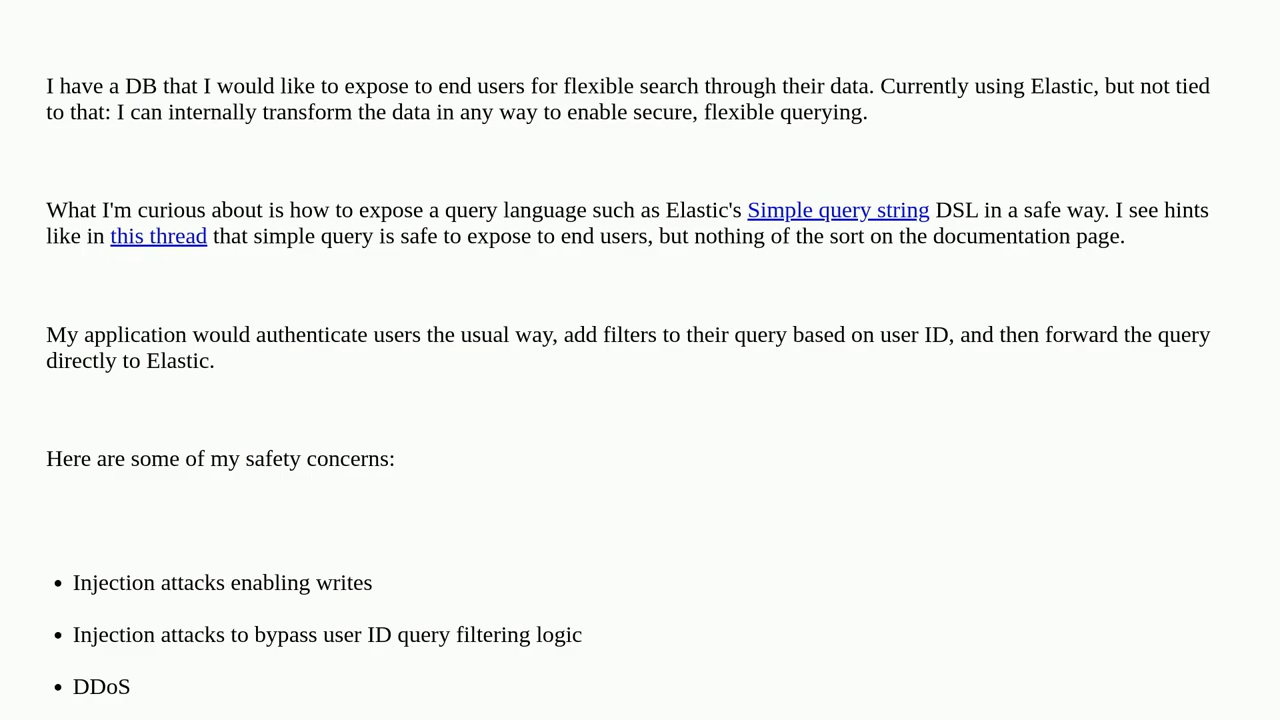 I have a DB that I would like to expose to end users for flexible search through their data. Currently using Elastic, but not tied
to that: I can internally transform the data in any way to enable secure, flexible querying.
What I'm curious about is how to expose a query language such as Elastic's Simple query string DSL in a safe way. I see hints
like in this thread that simple query is safe to expose to end users, but nothing of the sort on the documentation page.
My application would authenticate users the usual way, add filters to their query based on user ID, and then forward the query
directly to Elastic.
Here are some of my safety concerns:
• Injection attacks enabling writes
• Injection attacks to bypass user ID query filtering logic
• DDoS